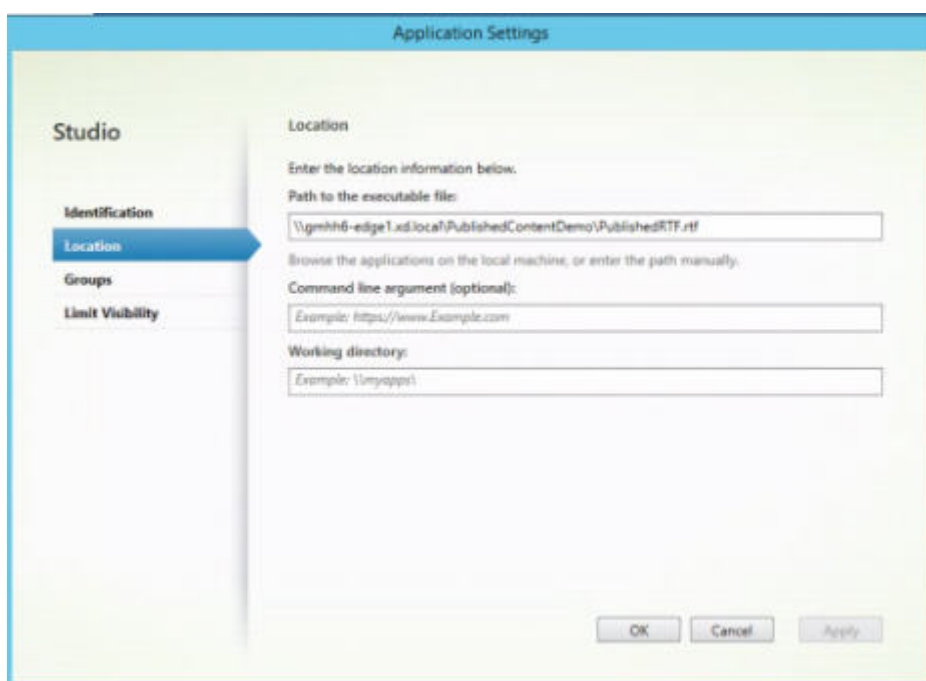 Application Settings
Studio
Identification
Location
Groups
Limit Visibility
Location
Enter the location information below.
Path to the executable file:
\\gmhh6-edge1.xd.local\PublishedContentDemo\PublishedRTF.rtf
Browse the applications on the local machine, or enter the path manually.
Command line argument (optional):
Example: https://www.Example.com
Working directory:
Example: \\myapps\
OK
Cancel
Apply